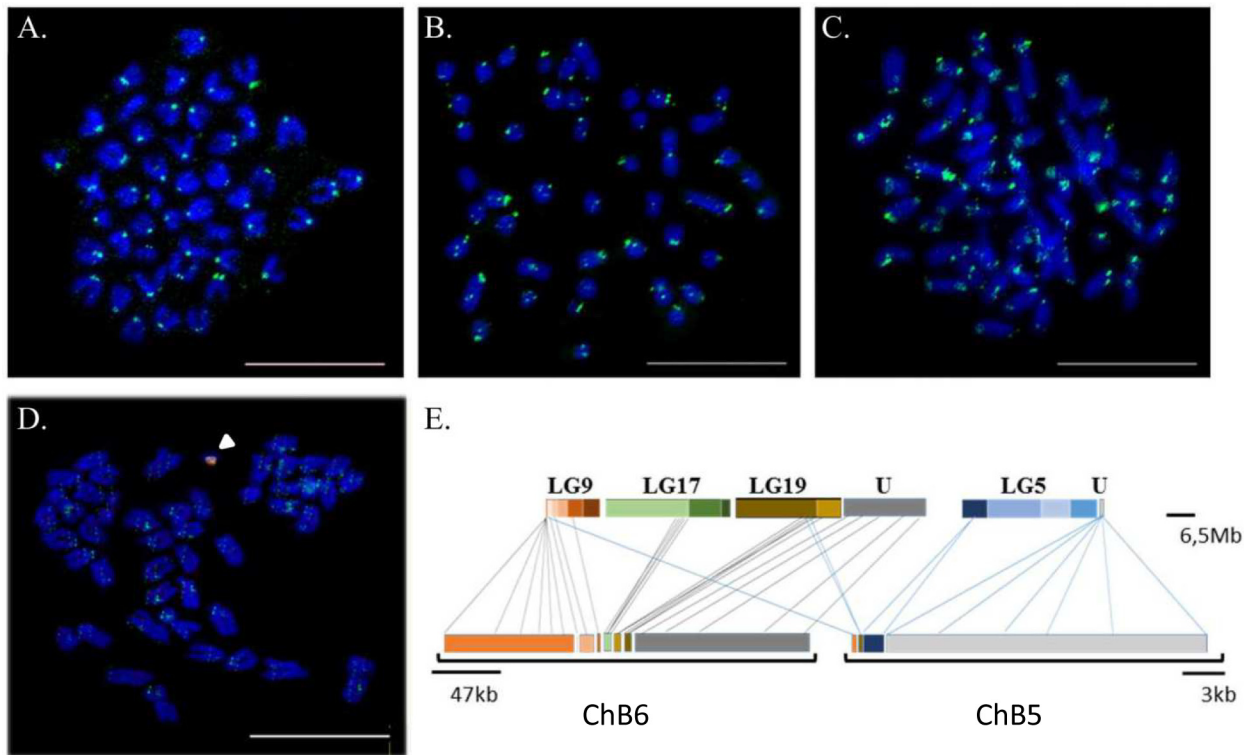 A.
B.
C.
D.
E.
LG9 LG17 LG19 U LG5 U
6,5Mb
47kb
3kb
ChB6 ChB5